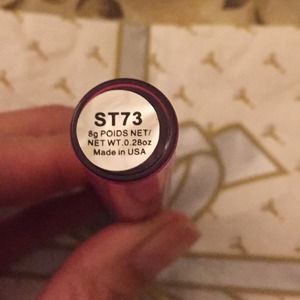 ST73
8g POIDS NET/
NET WT.0.28oz
Made in USA